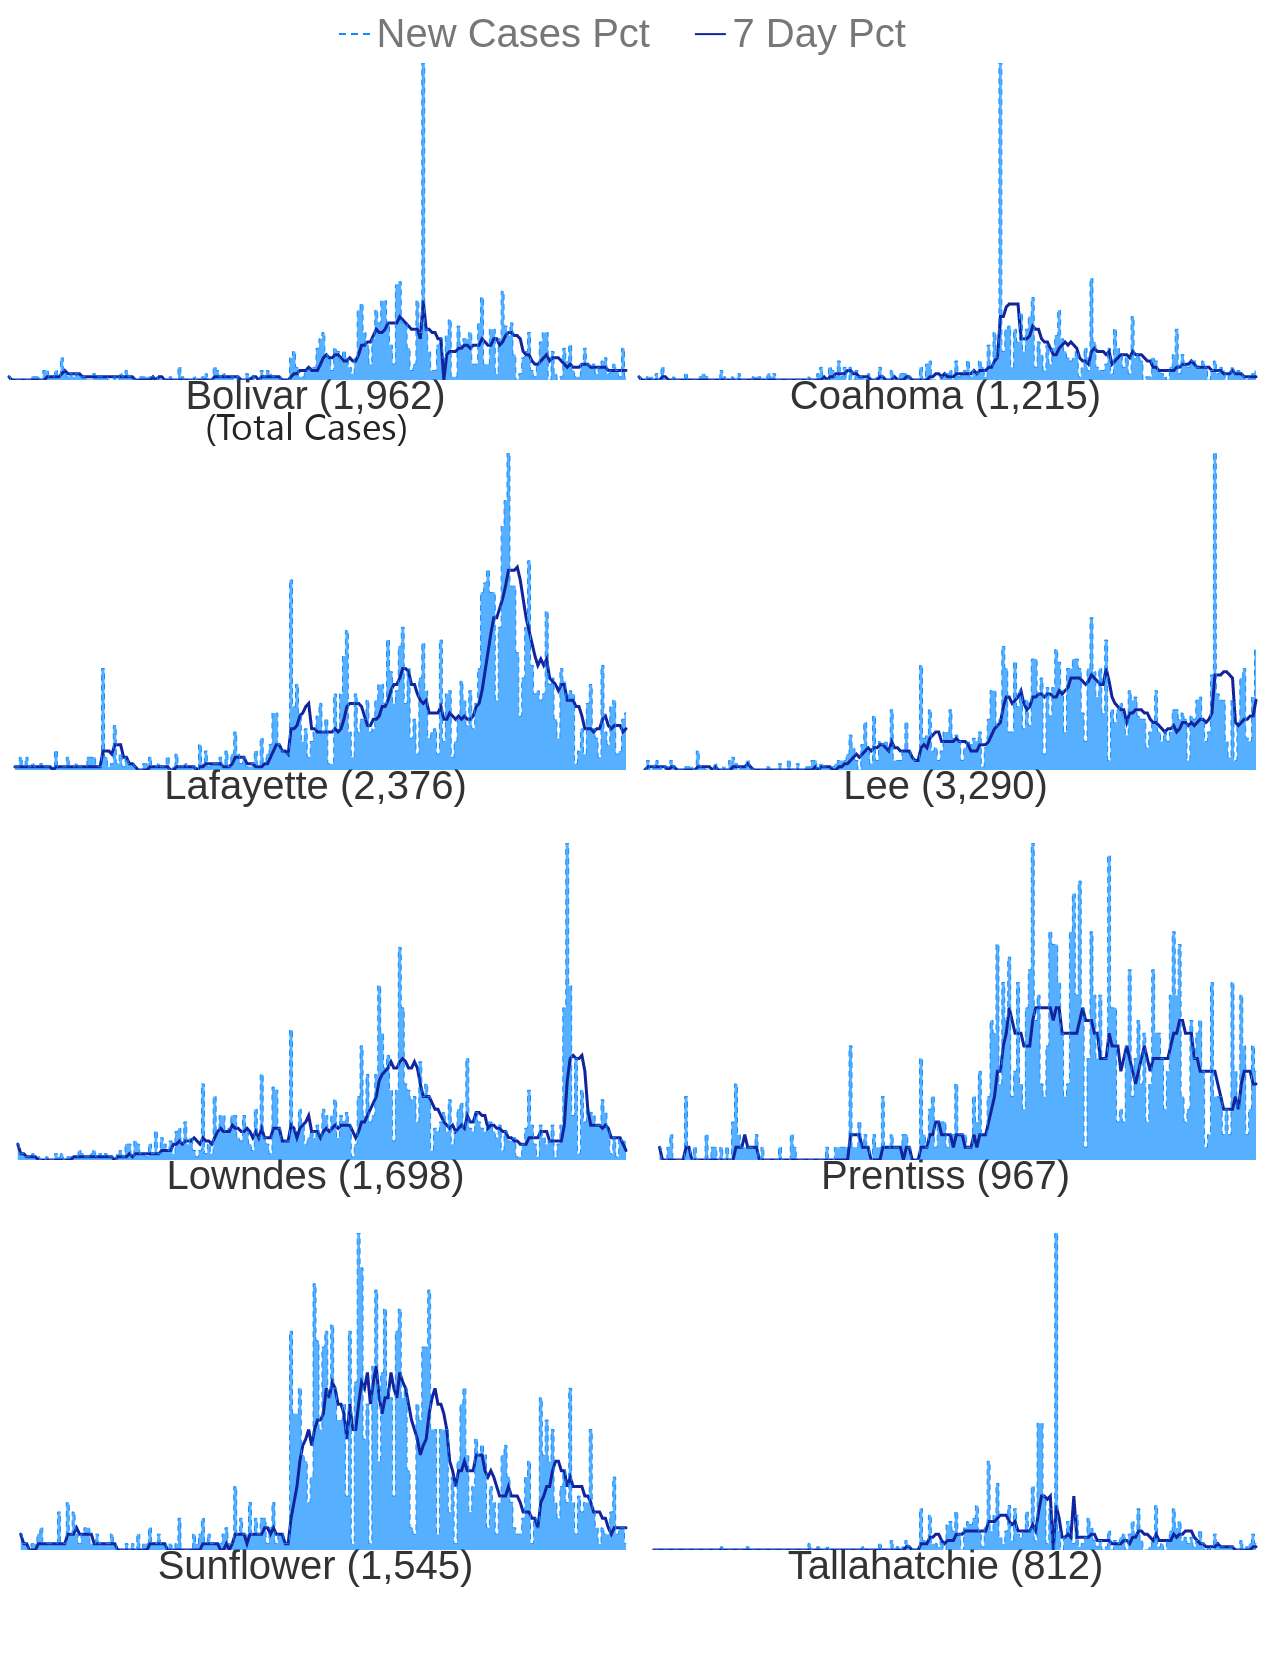 New Cases Pct 7 Day Pct
Bolivar (1,962) Coahoma (1,215)
(Total Cases)
Lafayette (2,376) Lee (3,290)
Lowndes (1,698) Prentiss (967)
Sunflower (1,545) Tallahatchie (812)